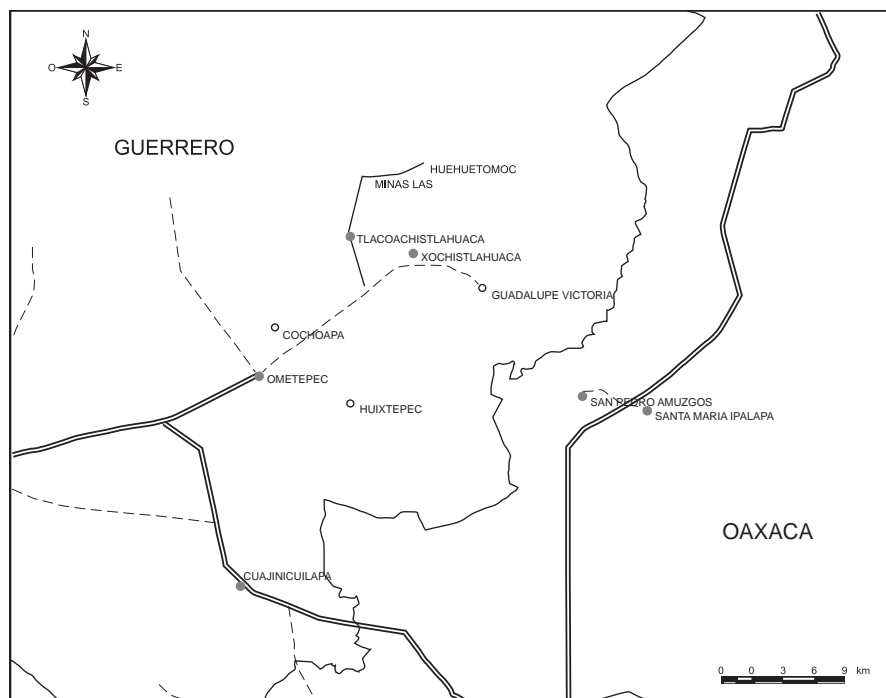 N
O E
S
GUERRERO
HUEHUETOMOC
MINAS LAS
TLACOACHISTLAHUACA
XOCHISTLAHUACA
GUADALUPE VICTORIA
COCHOAPA
OMETEPEC
HUIXTEPEC
SAN PEDRO AMUZGOS
SANTA MARIA IPALAPA
OAXACA
CUAJINICUILAPA
0 0 3 6 9 km